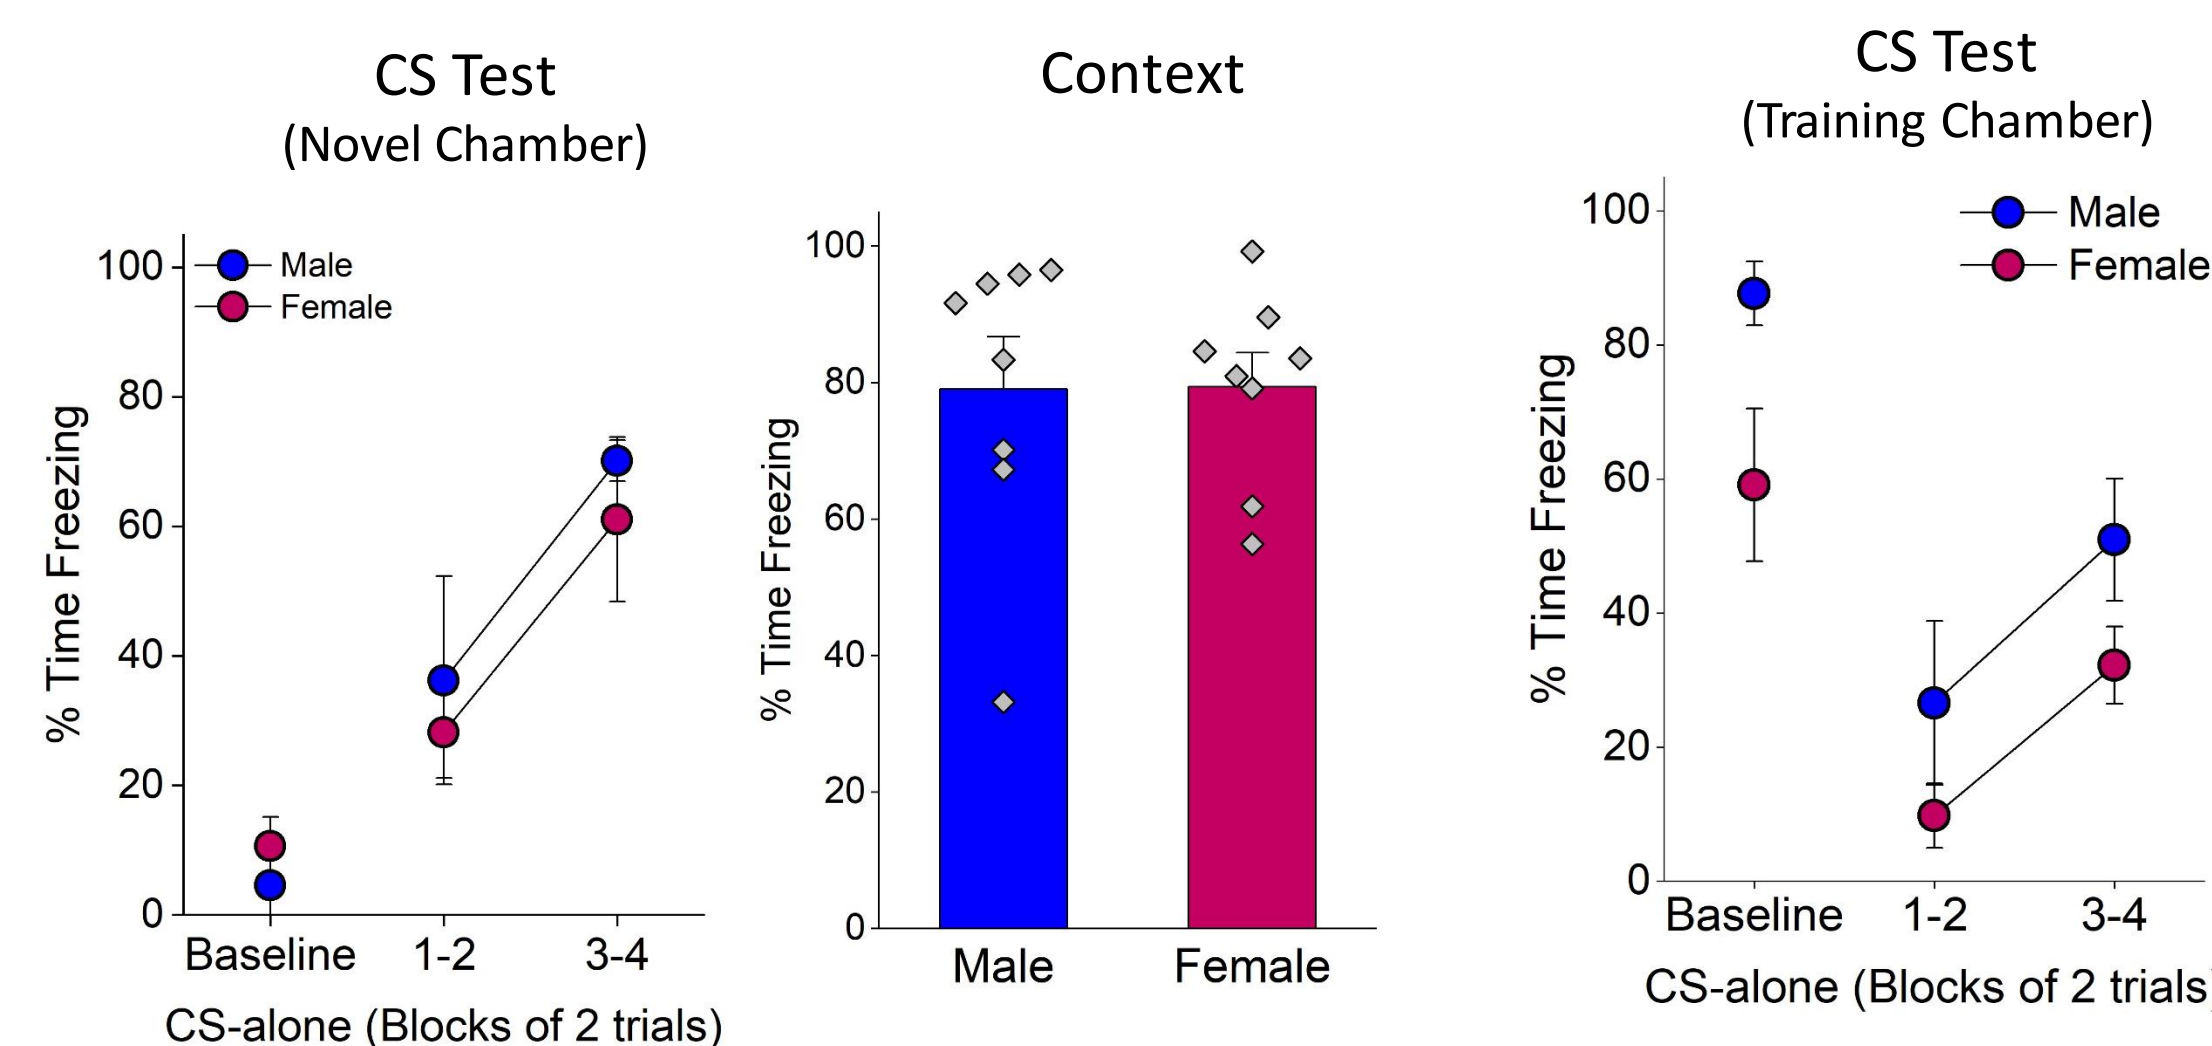 CS Test
(Novel Chamber)
100
80
60
40
20
0
% Time Freezing
Male
Female
Baseline 1-2 3-4
CS-alone (Blocks of 2 trials)
Context
100
80
60
40
20
0
% Time Freezing
Male Female
CS Test
(Training Chamber)
100
80
60
40
20
0
% Time Freezing
Male
Female
Baseline 1-2 3-4
CS-alone (Blocks of 2 trials)